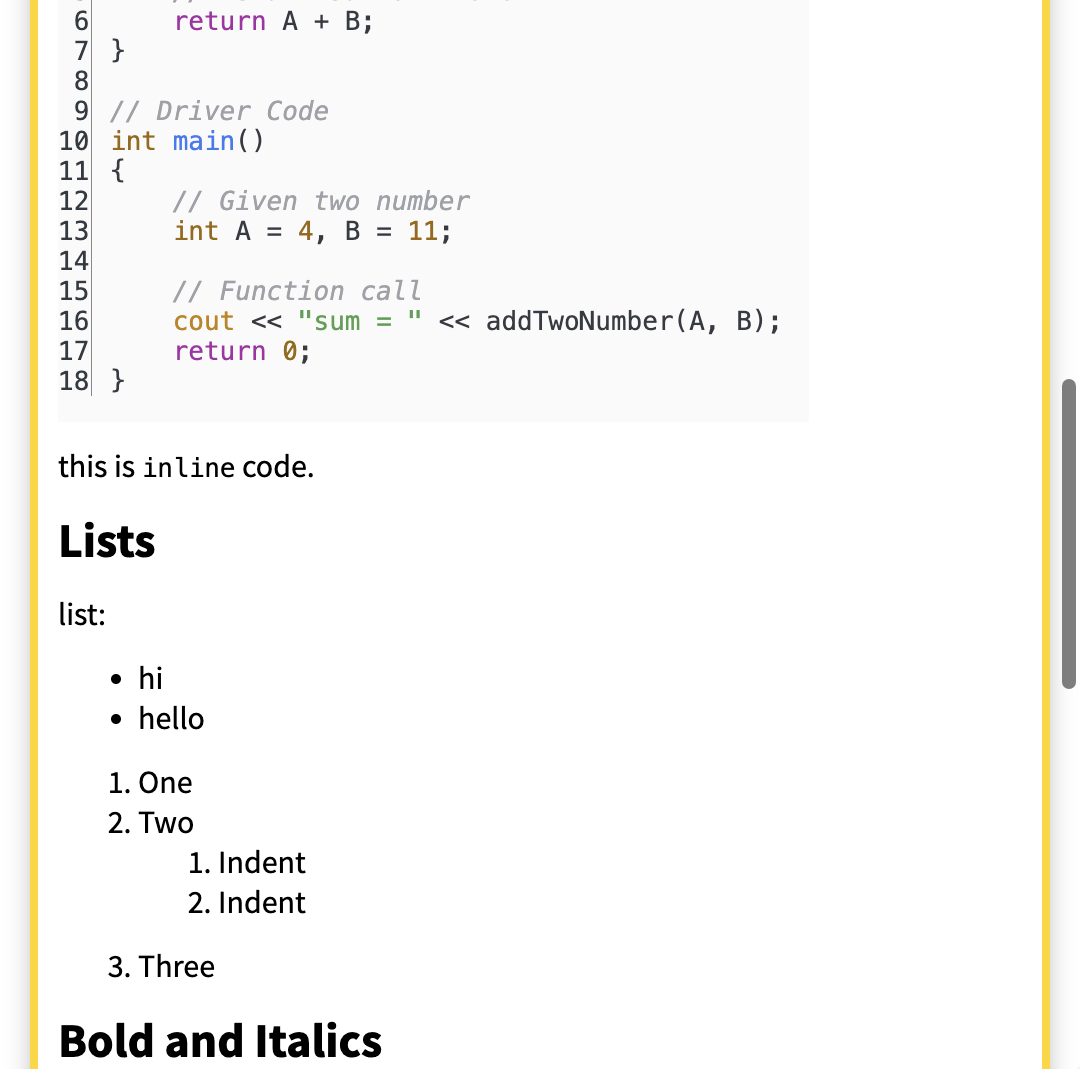 6 return A + B;
7 }
8
9 // Driver Code
10 int main()
11 {
12 // Given two number
13 int A = 4, B = 11;
14
15 // Function call
16 cout << "sum = " << addTwoNumber(A, B);
17 return 0;
18 }
this is inline code.
Lists
list:
• hi
• hello
1. One
2. Two
1. Indent
2. Indent
3. Three
Bold and Italics